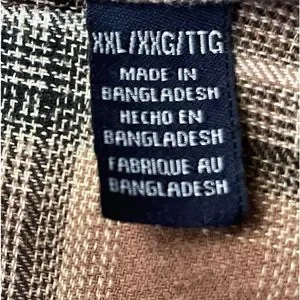 XXL/XXG/TTG
MADE IN
BANGLADESH
HECHO EN
BANGLADESH
FABRIQUE AU
BANGLADESH